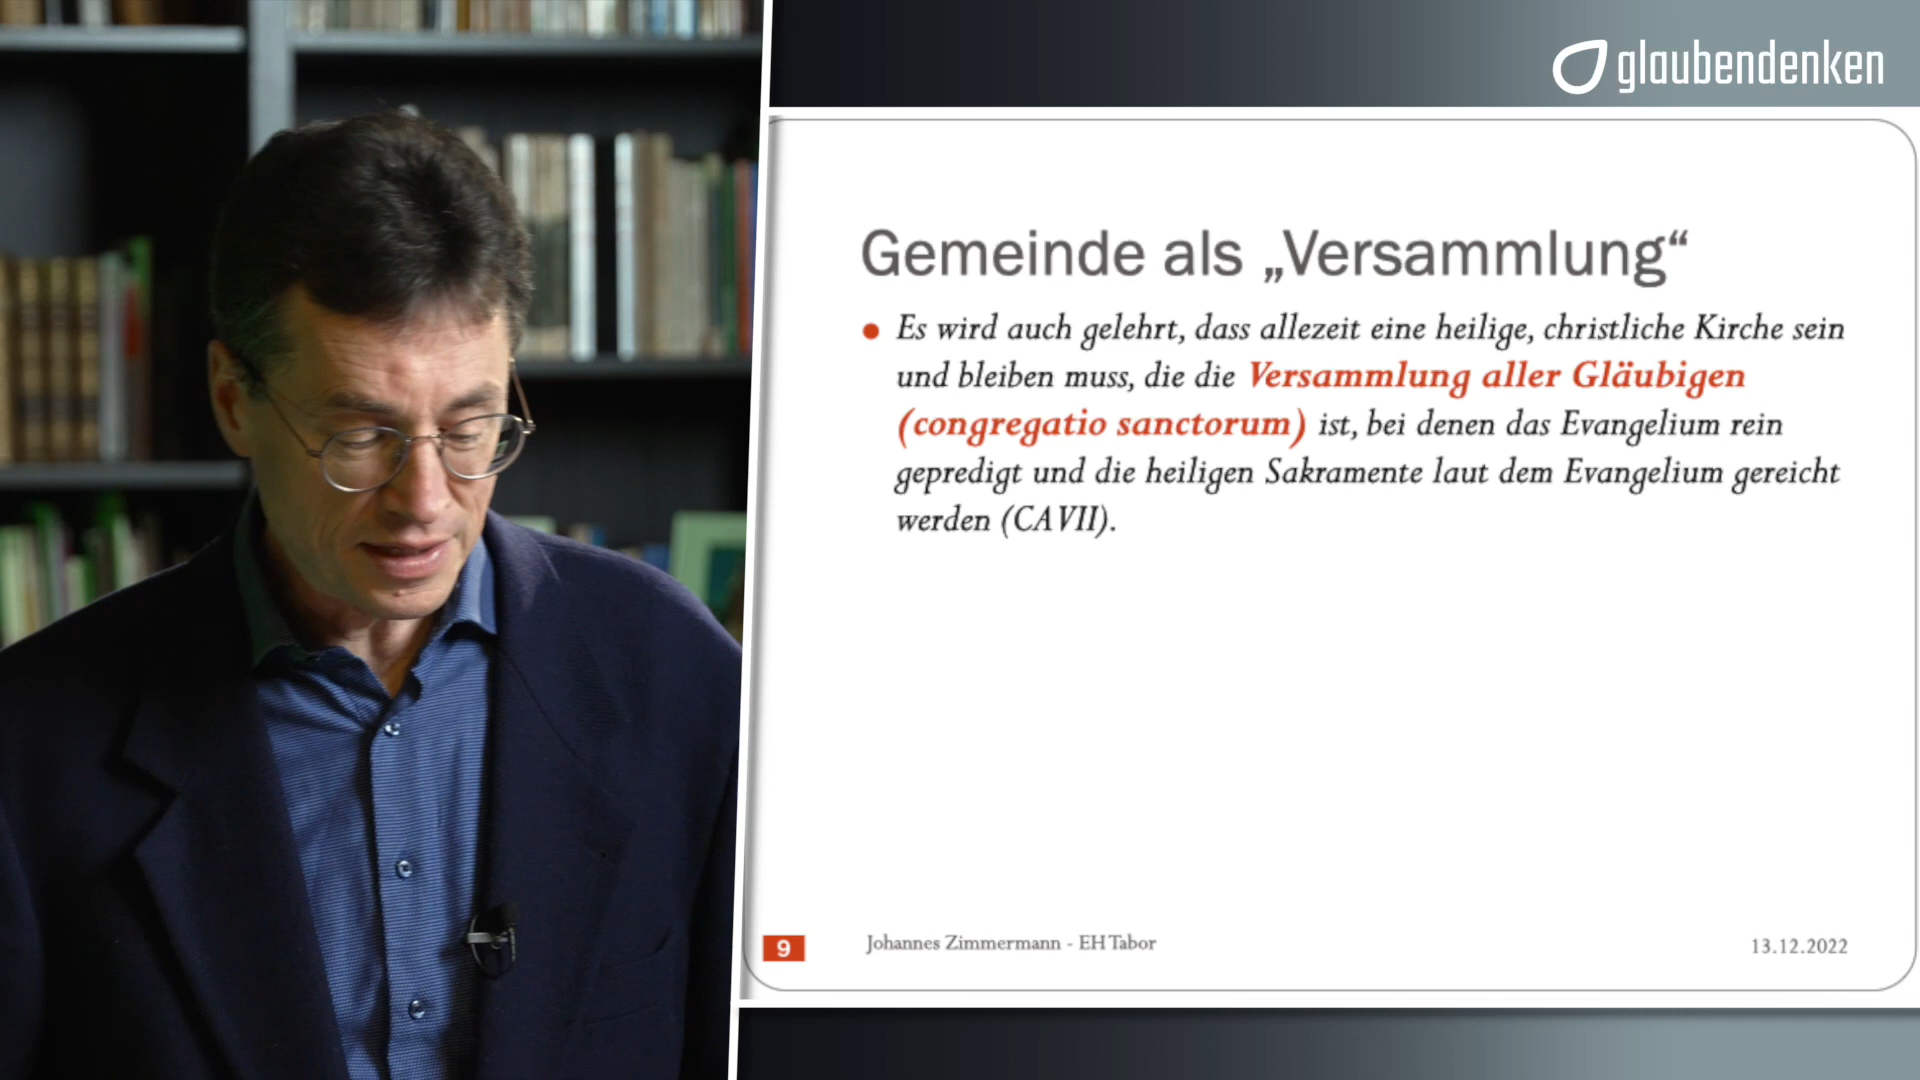 glaubendenken
Gemeinde als „Versammlung“
Es wird auch gelehrt, dass allezeit eine heilige, christliche Kirche sein
und bleiben muss, die die Versammlung aller Gläubigen
(congregatio sanctorum) ist, bei denen das Evangelium rein
gepredigt und die heiligen Sakramente laut dem Evangelium gereicht
werden (CA VII).
9
Johannes Zimmermann - EH Tabor
13.12.2022